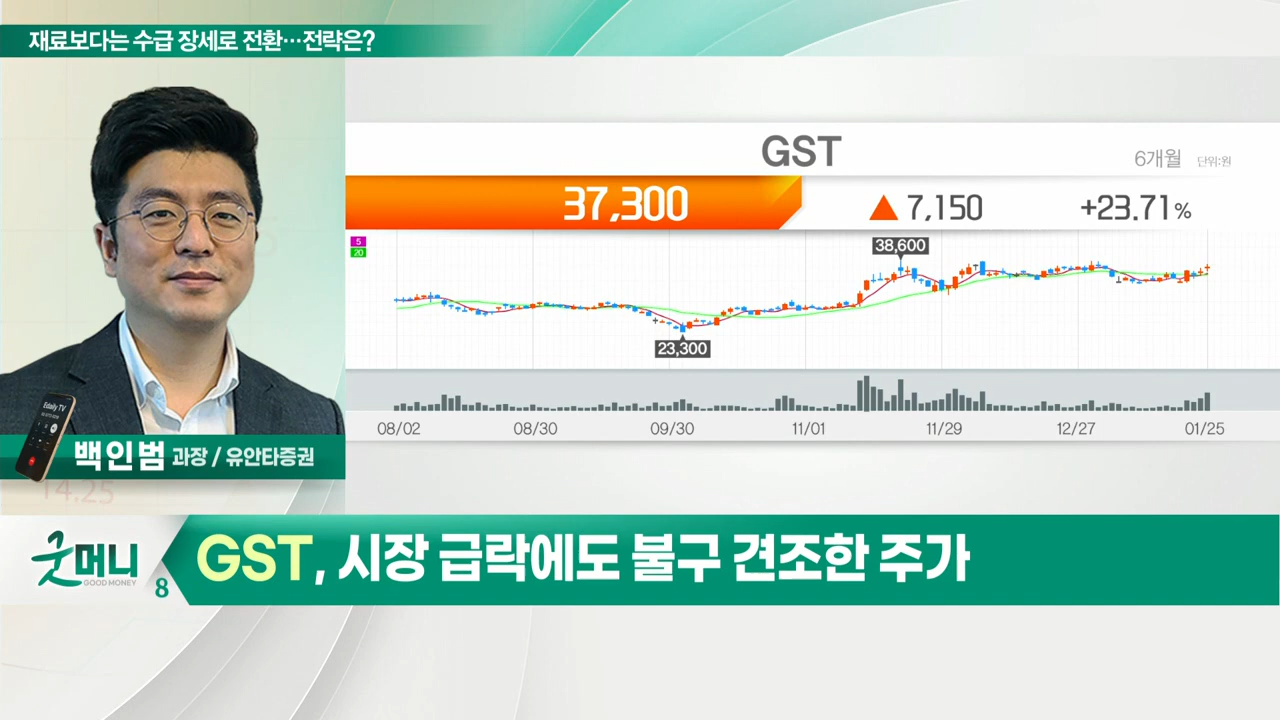 재료보다는 수급 장세로 전환…전략은?
GST
6개월 단위:원
37,300
▲ 7,150
+23.71%
5
20
38,600
23,300
08/02 08/30 09/30 11/01 11/29 12/27 01/25
Edaily TV
백인범 과장 / 유안타증권
14.25
굿머니
GOOD MONEY
8
GST, 시장 급락에도 불구 견조한 주가